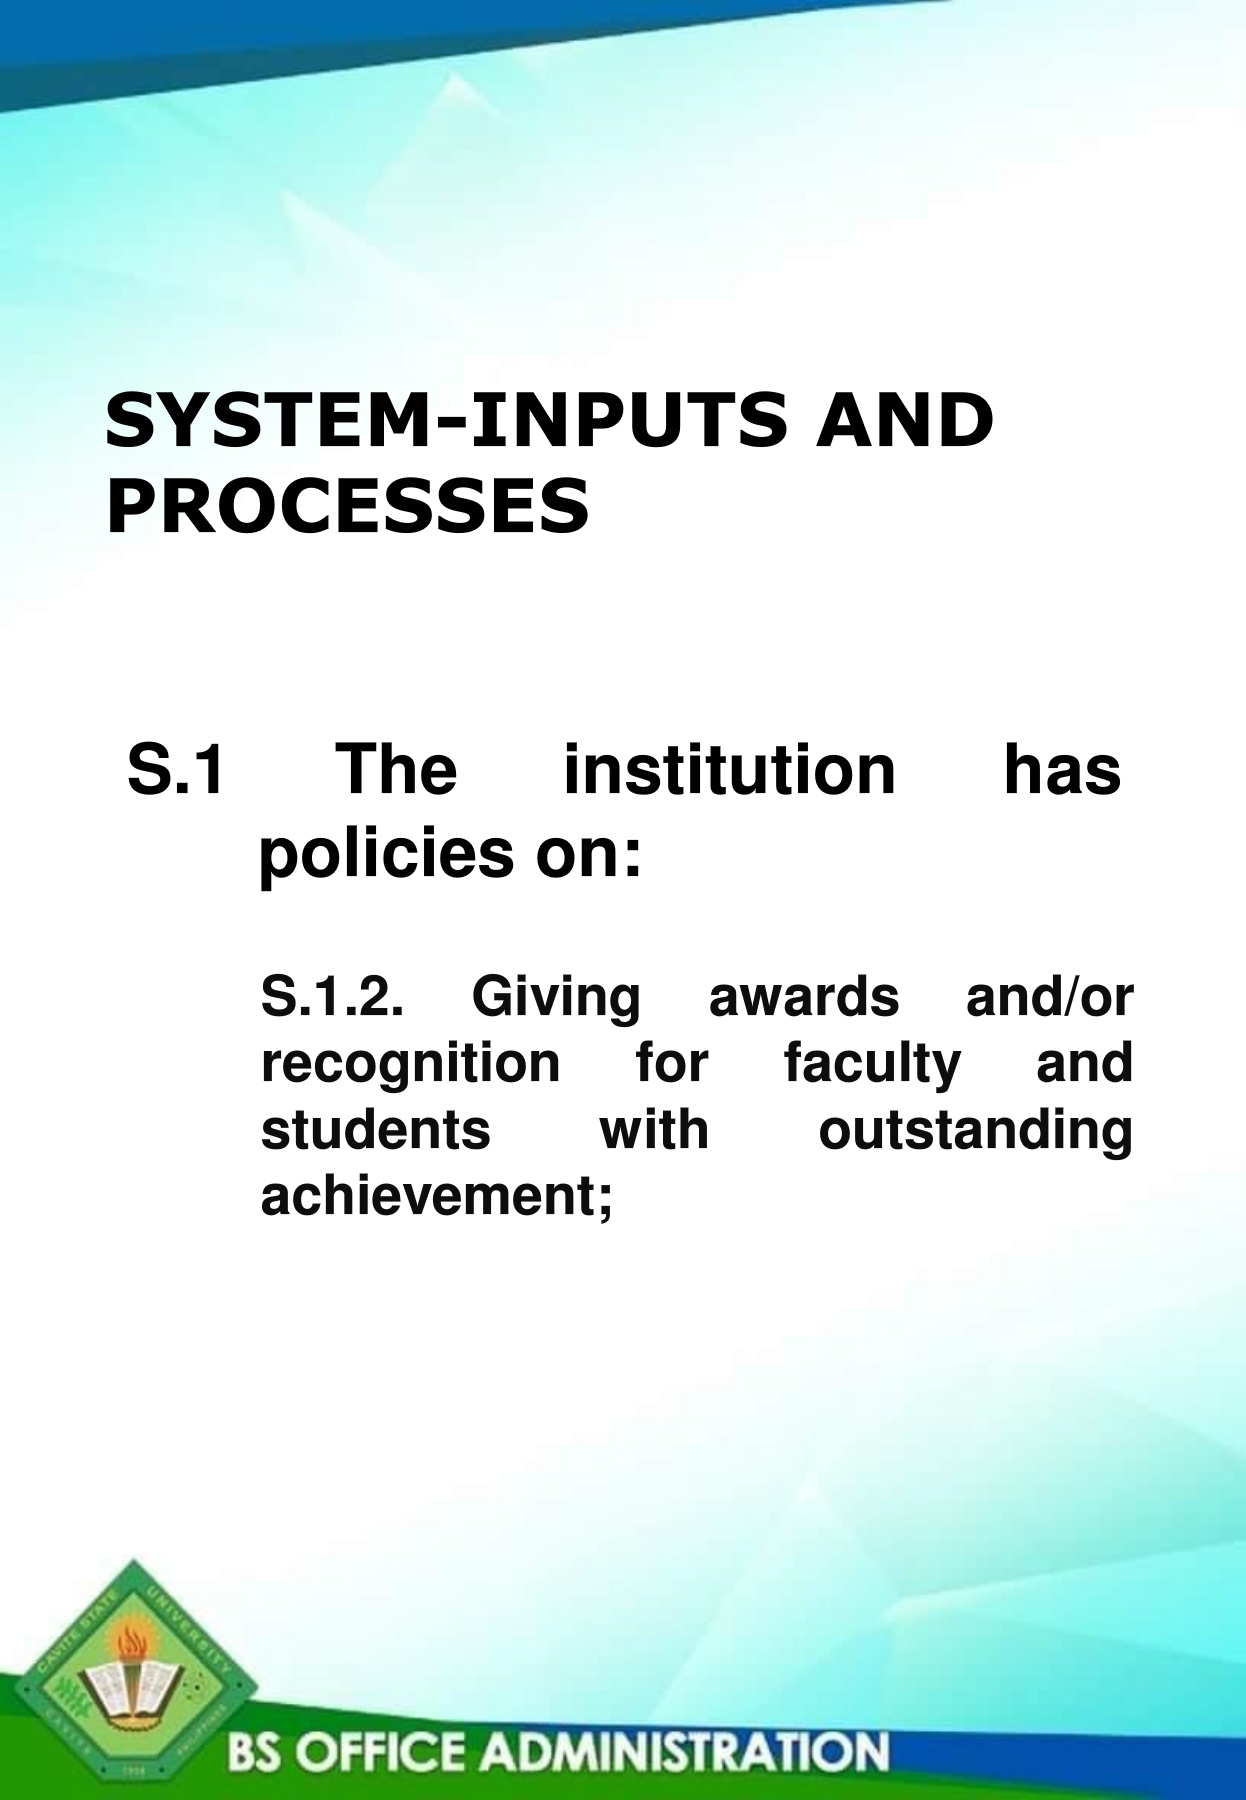 SYSTEM-INPUTS AND
PROCESSES
S.1 The institution has
policies on:
S.1.2. Giving awards and/or
recognition for faculty and
students with outstanding
achievement;
CAVITE STATE UNIVERSITY
CAVITE PHILIPPINES
1906
BS OFFICE ADMINISTRATION